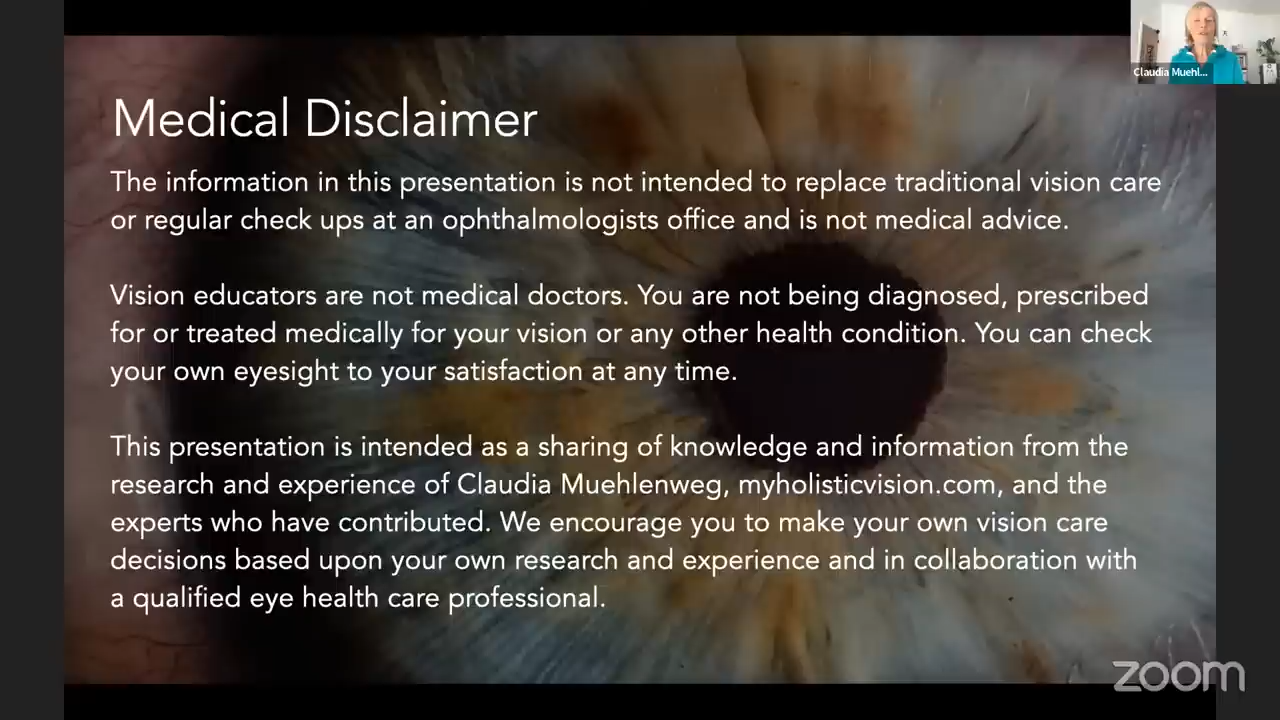 Claudia Muehl...
Medical Disclaimer
The information in this presentation is not intended to replace traditional vision care
or regular check ups at an ophthalmologists office and is not medical advice.
Vision educators are not medical doctors. You are not being diagnosed, prescribed
for or treated medically for your vision or any other health condition. You can check
your own eyesight to your satisfaction at any time.
This presentation is intended as a sharing of knowledge and information from the
research and experience of Claudia Muehlenweg, myholisticvision.com, and the
experts who have contributed. We encourage you to make your own vision care
decisions based upon your own research and experience and in collaboration with
a qualified eye health care professional.
zoom